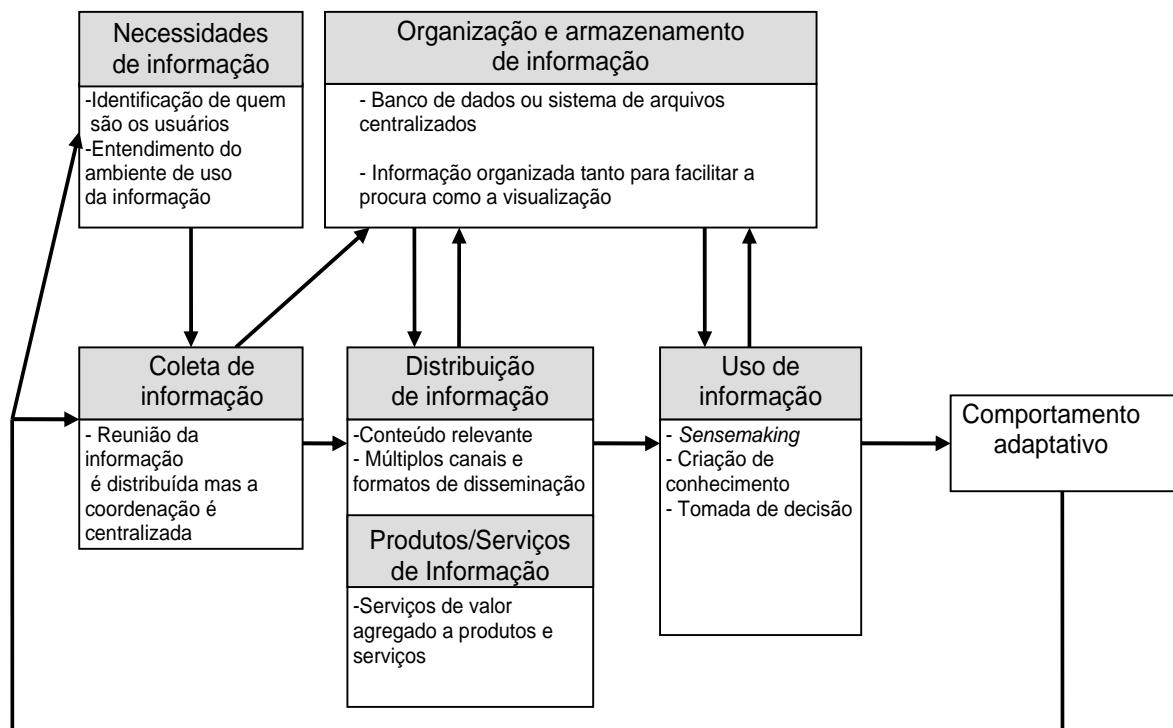 Necessidades
de informação
-Identificação de quem
são os usuários
-Entendimento do
ambiente de uso
da informação
Organização e armazenamento
de informação
- Banco de dados ou sistema de arquivos
centralizados
- Informação organizada tanto para facilitar a
procura como a visualização
Coleta de
informação
- Reunião da
informação
é distribuída mas a
coordenação é
centralizada
Distribuição
de informação
-Conteúdo relevante
- Múltiplos canais e
formatos de disseminação
Produtos/Serviços
de Informação
-Serviços de valor
agregado a produtos e
serviços
Uso de
informação
- Sensemaking
- Criação de
conhecimento
- Tomada de decisão
Comportamento
adaptativo